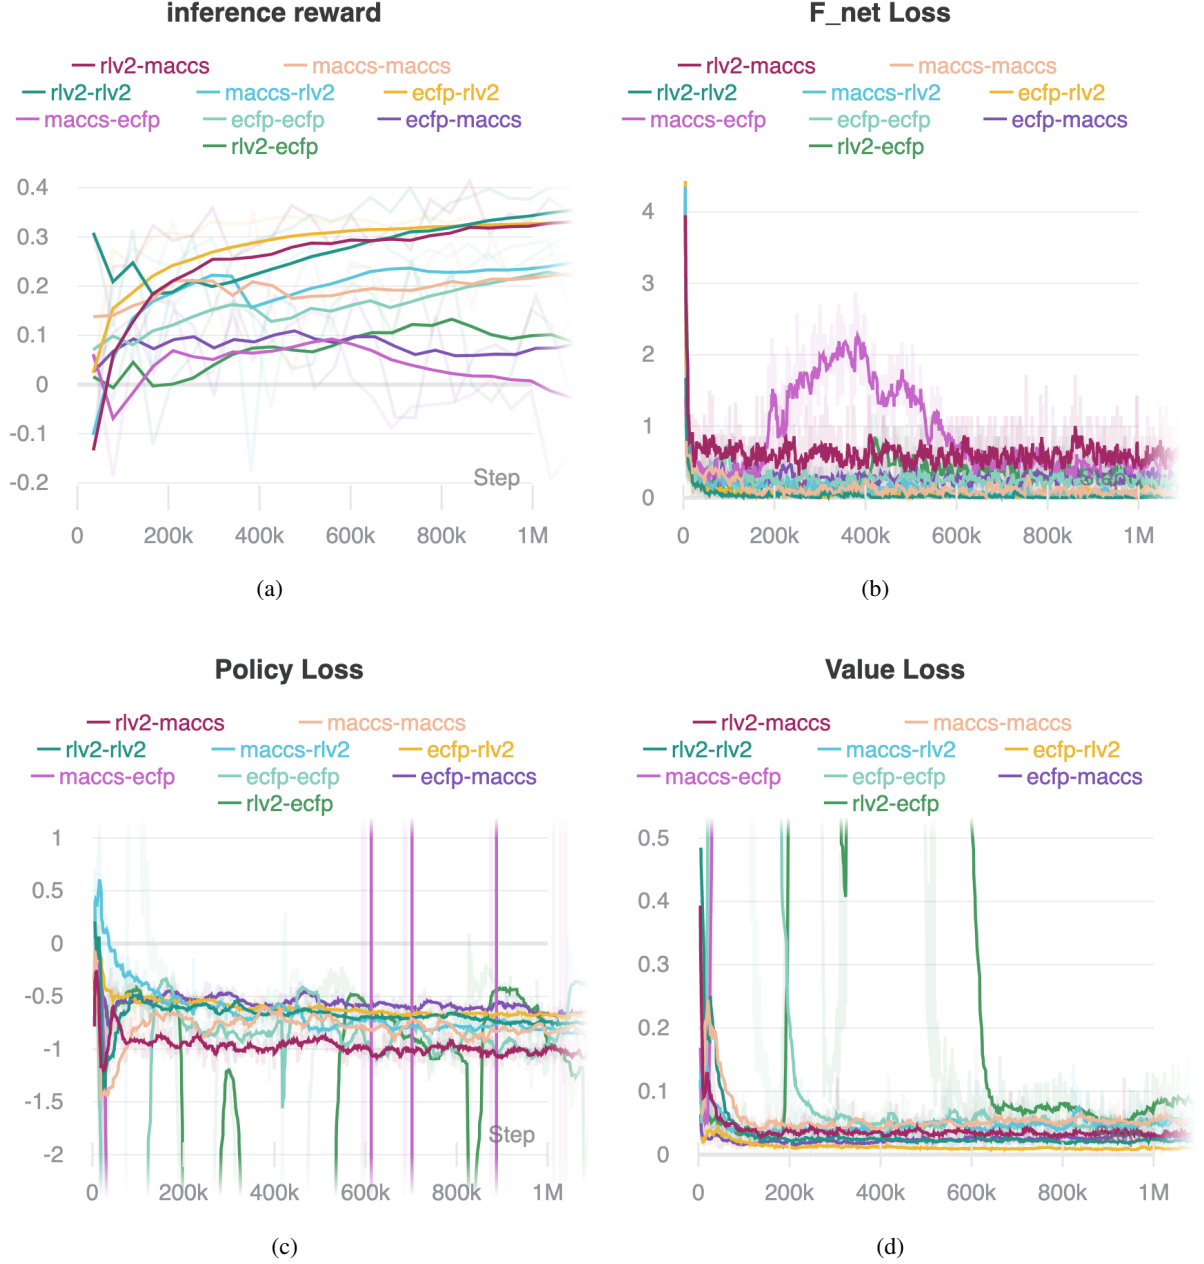 inference reward
rlv2-maccs maccs-maccs
rlv2-rlv2 maccs-rlv2 ecfp-rlv2
maccs-ecfp ecfp-ecfp ecfp-maccs
rlv2-ecfp
0.4
0.3
0.2
0.1
0
-0.1
-0.2
Step
0 200k 400k 600k 800k 1M
(a)
F_net Loss
rlv2-maccs maccs-maccs
rlv2-rlv2 maccs-rlv2 ecfp-rlv2
maccs-ecfp ecfp-ecfp ecfp-maccs
rlv2-ecfp
4
3
2
1
0
Step
0 200k 400k 600k 800k 1M
(b)
Policy Loss
rlv2-maccs maccs-maccs
rlv2-rlv2 maccs-rlv2 ecfp-rlv2
maccs-ecfp ecfp-ecfp ecfp-maccs
rlv2-ecfp
1
0.5
0
-0.5
-1
-1.5
-2
Step
0 200k 400k 600k 800k 1M
(c)
Value Loss
rlv2-maccs maccs-maccs
rlv2-rlv2 maccs-rlv2 ecfp-rlv2
maccs-ecfp ecfp-ecfp ecfp-maccs
rlv2-ecfp
0.5
0.4
0.3
0.2
0.1
0
0 200k 400k 600k 800k 1M
(d)